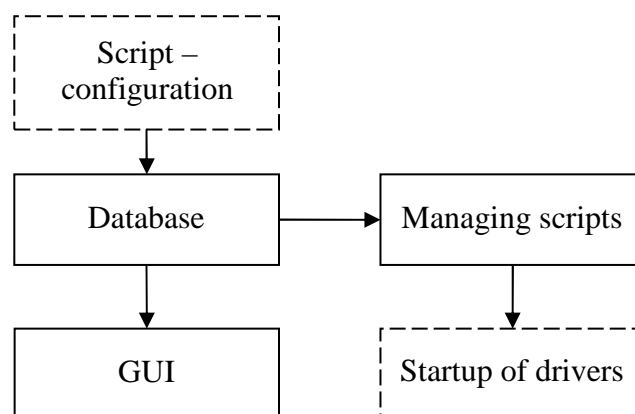 Script –
configuration
Database
Managing scripts
GUI
Startup of drivers